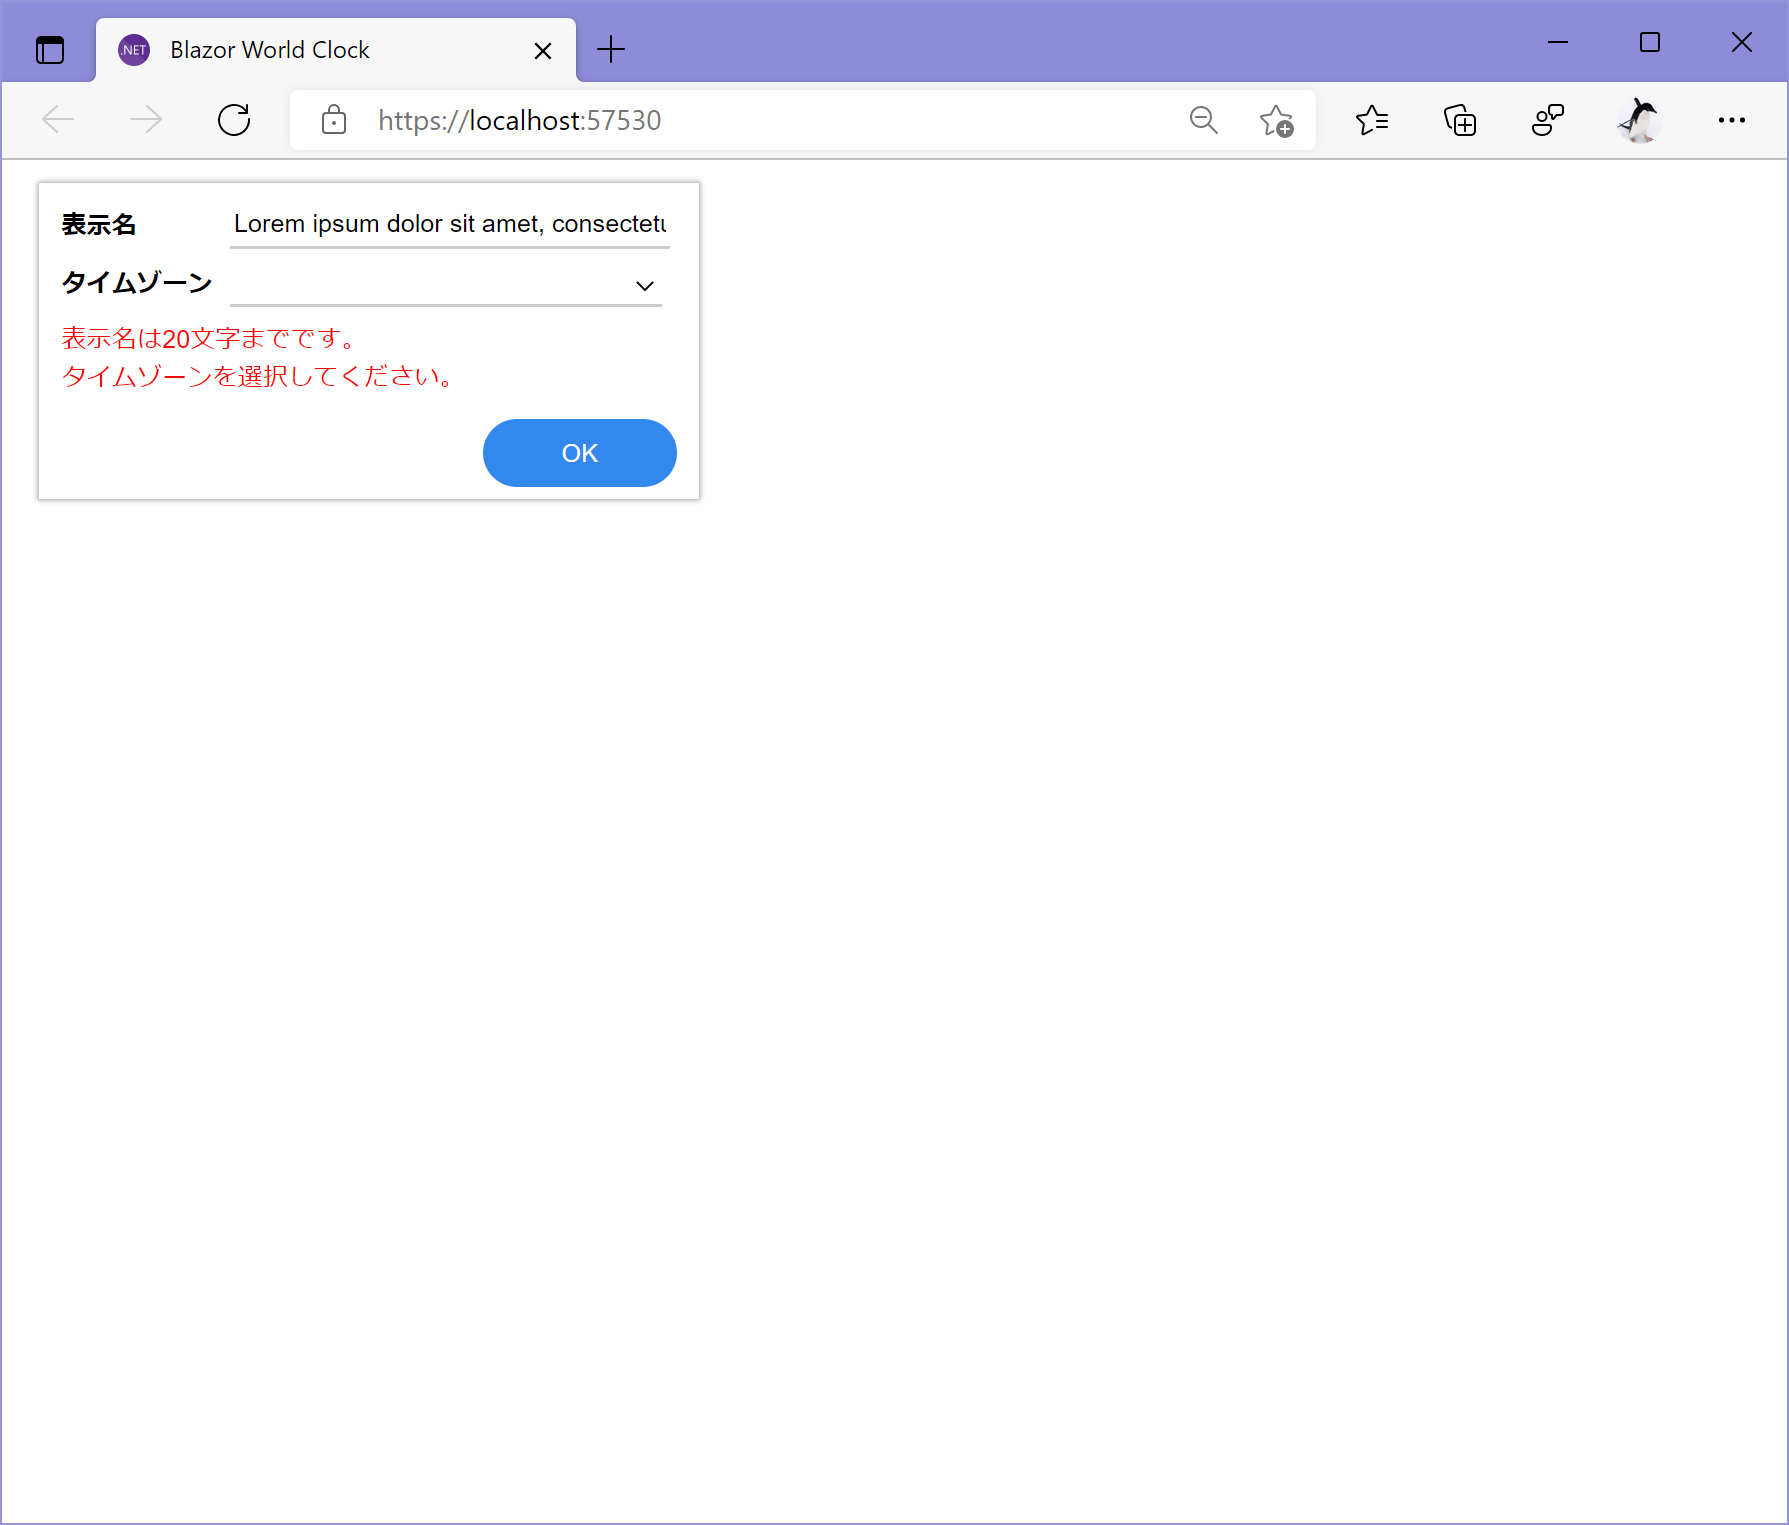 .NET Blazor World Clock
https://localhost:57530
表示名 Lorem ipsum dolor sit amet, consectetu
タイムゾーン
表示名は20文字までです。
タイムゾーンを選択してください。
OK